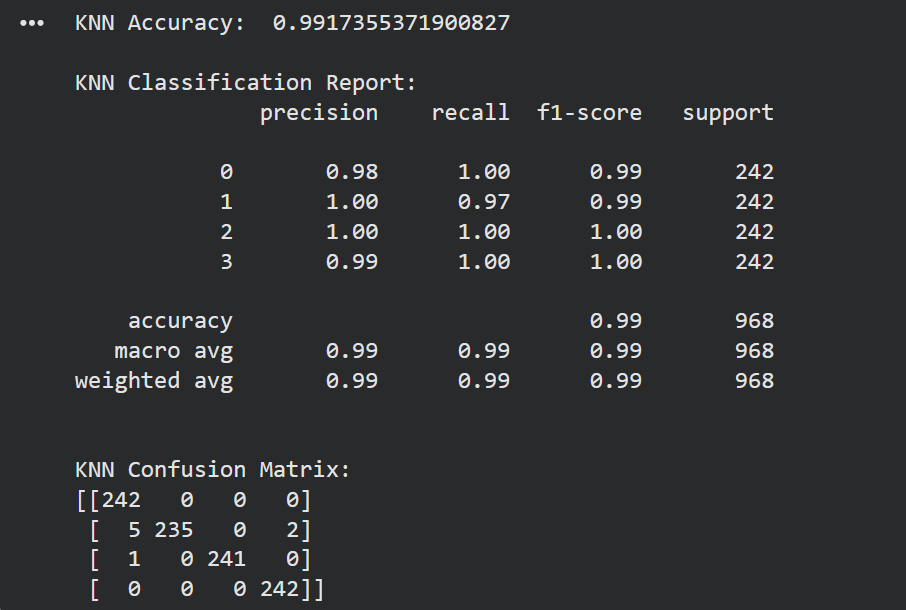 KNN Accuracy:  0.9917355371900827
KNN Classification Report:
              precision    recall  f1-score   support
           0       0.98      1.00      0.99       242
           1       1.00      0.97      0.99       242
           2       1.00      1.00      1.00       242
           3       0.99      1.00      1.00       242
    accuracy                           0.99       968
   macro avg       0.99      0.99      0.99       968
weighted avg       0.99      0.99      0.99       968
KNN Confusion Matrix:
[[242   0   0   0]
 [  5 235   0   2]
 [  1   0 241   0]
 [  0   0   0 242]]